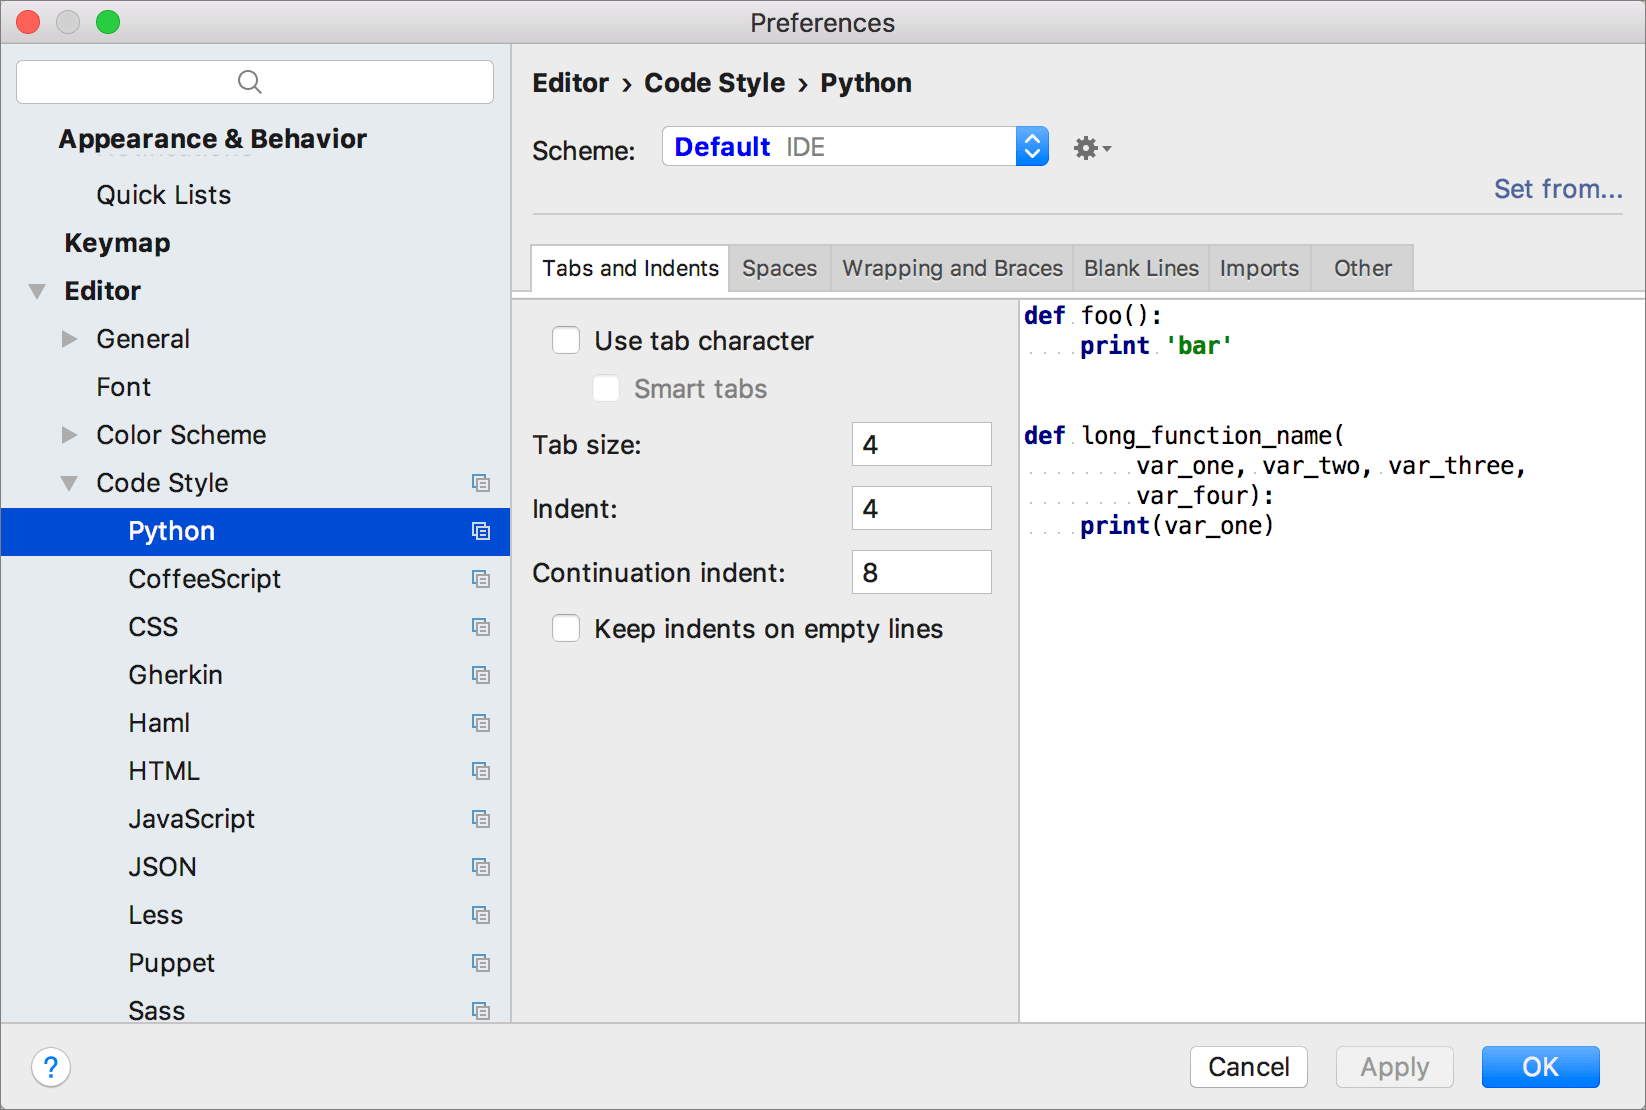 Preferences
Appearance & Behavior
Quick Lists
Keymap
Editor
General
Font
Color Scheme
Code Style
Python
CoffeeScript
CSS
Gherkin
Haml
HTML
JavaScript
JSON
Less
Puppet
Sass
Editor › Code Style › Python
Scheme: Default IDE
Set from...
Tabs and Indents Spaces Wrapping and Braces Blank Lines Imports Other
Use tab character
Smart tabs
Tab size: 4
Indent: 4
Continuation indent: 8
Keep indents on empty lines
def foo():
print 'bar'
def long_function_name(
var_one, var_two, var_three,
var_four):
print(var_one)
? Cancel Apply OK